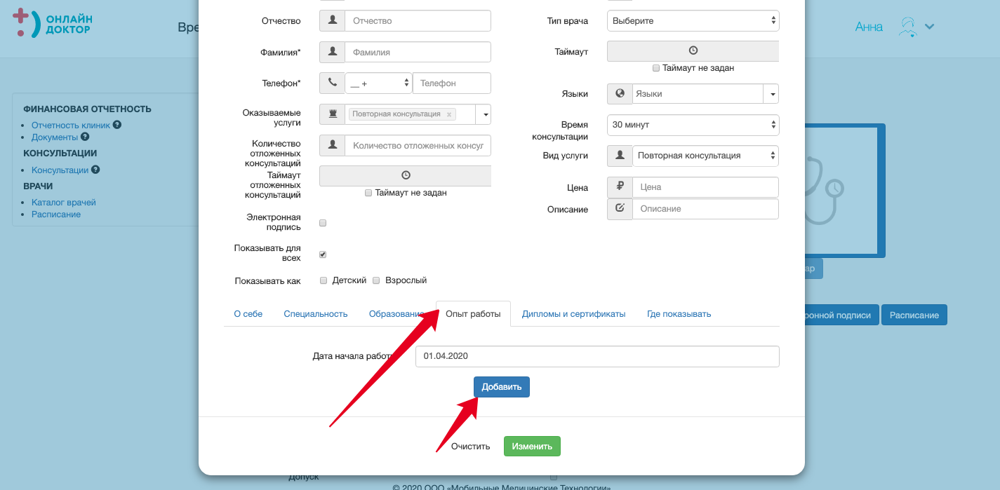 ОНЛАЙН
ДОКТОР
Анна
ФИНАНСОВАЯ ОТЧЕТНОСТЬ
Отчетность клиник
Документы
КОНСУЛЬТАЦИИ
Консультации
ВРАЧИ
Каталог врачей
Расписание
Отчество
Отчество
Фамилия*
Фамилия
Телефон*
__ +
Телефон
Оказываемые
услуги
Повторная консультация ×
Количество
отложенных
консультаций
Количество отложенных консул
Таймаут
отложенных
консультаций
Таймаут не задан
Электронная
подпись
Показывать для
всех
Показывать как
Детский
Взрослый
Тип врача
Выберите
Таймаут
Таймаут не задан
Языки
Языки
Время
консультации
30 минут
Вид услуги
Повторная консультация
Цена
Цена
Описание
Описание
О себе
Специальность
Образование
Опыт работы
Дипломы и сертификаты
Где показывать
Дата начала работы
01.04.2020
Добавить
Очистить
Изменить
ронной подписи
Расписание
Допуск
© 2020 ООО «Мобильные Медицинские Технологии»